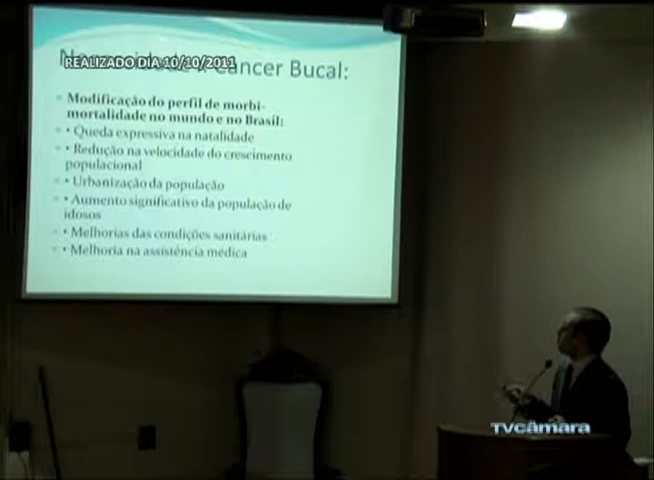 REALIZADO DIA 10/10/2011
Câncer Bucal:
Modificação do perfil de morbi-
mortalidade no mundo e no Brasil:
• Queda expressiva na natalidade
• Redução na velocidade do crescimento
populacional
• Urbanização da população
• Aumento significativo da população de
idosos
• Melhorias das condições sanitárias
• Melhoria na assistência médica
TVcâmara